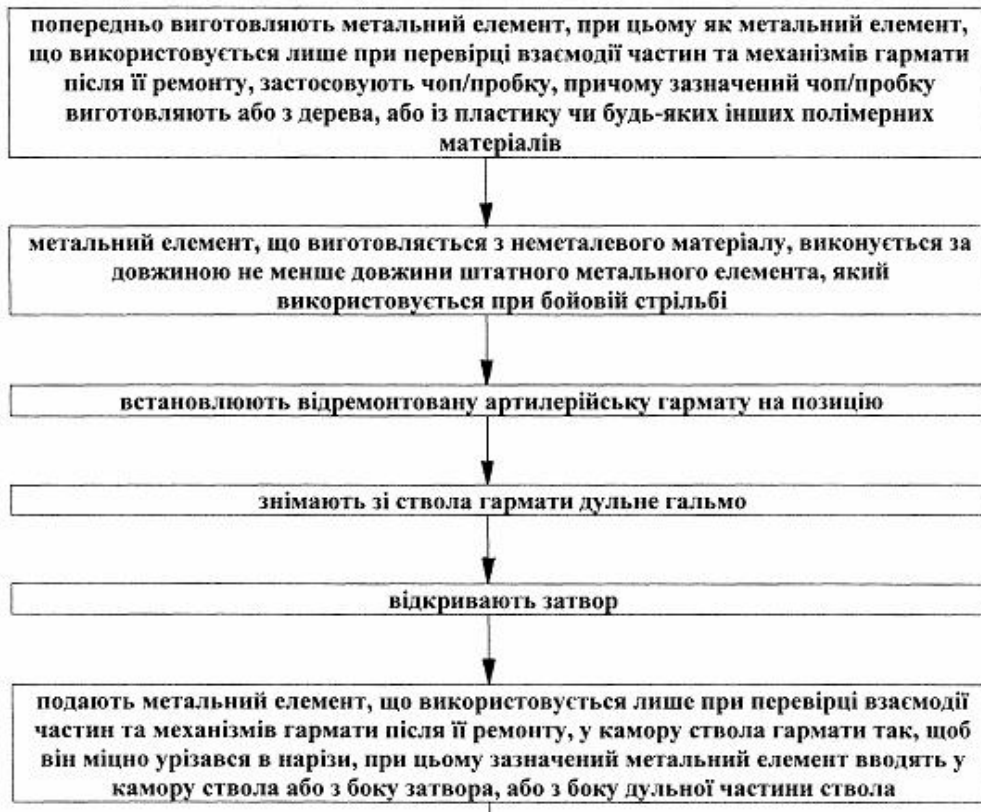 попередньо виготовляють метальний елемент, при цьому як метальний елемент,
що використовується лише при перевірці взаємодії частин та механізмів гармати
після її ремонту, застосовують чоп/пробку, причому зазначений чоп/пробку
виготовляють або з дерева, або із пластику чи будь-яких інших полімерних
матеріалів
метальний елемент, що виготовляється з неметалевого матеріалу, виконується за
довжиною не менше довжини штатного метального елемента, який
використовується при бойовій стрільбі
встановлюють відремонтовану артилерійську гармату на позицію
знімають зі ствола гармати дульне гальмо
відкривають затвор
подають метальний елемент, що використовується лише при перевірці взаємодії
частин та механізмів гармати після її ремонту, у камору ствола гармати так, щоб
він міцно урізався в нарізи, при цьому зазначений метальний елемент вводять у
камору ствола або з боку затвора, або з боку дульної частини ствола